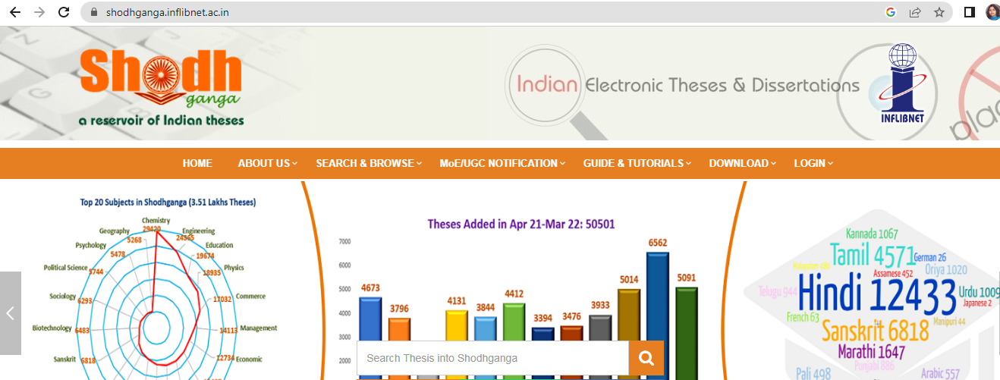 shodhganga.inflibnet.ac.in
Shodh
ganga
a reservoir of Indian theses
Indian Electronic Theses & Dissertations
INFLIBNET
HOME ABOUT US SEARCH & BROWSE MoE/UGC NOTIFICATION GUIDE & TUTORIALS DOWNLOAD LOGIN
Top 20 Subjects in Shodhganga (3.51 Lakhs Theses)
Chemistry
29420
Engineering
24365
Education
19674
Physics
18935
Commerce
17032
Management
14113
Economic
12734
Geography
5268
Psychology
5478
Political Science
5744
Sociology
6293
Biotechnology
6483
Sanskrit
6818
Theses Added in Apr 21-Mar 22: 50501
7000
6000
5000
4000
3000
2000
4673
3796
4131
3844
4412
3394
3476
3933
5014
6562
5091
Search Thesis into Shodhganga
Kannada 1067
Tamil 4571
German 26
Assamese 452
Oriya 1020
Telugu 944
Hindi 12433
Urdu 1009
Japanese 2
French 63
Manipuri 44
Sanskrit 6818
Marathi 1647
Punjabi 886
Pali 498
Arabic 557